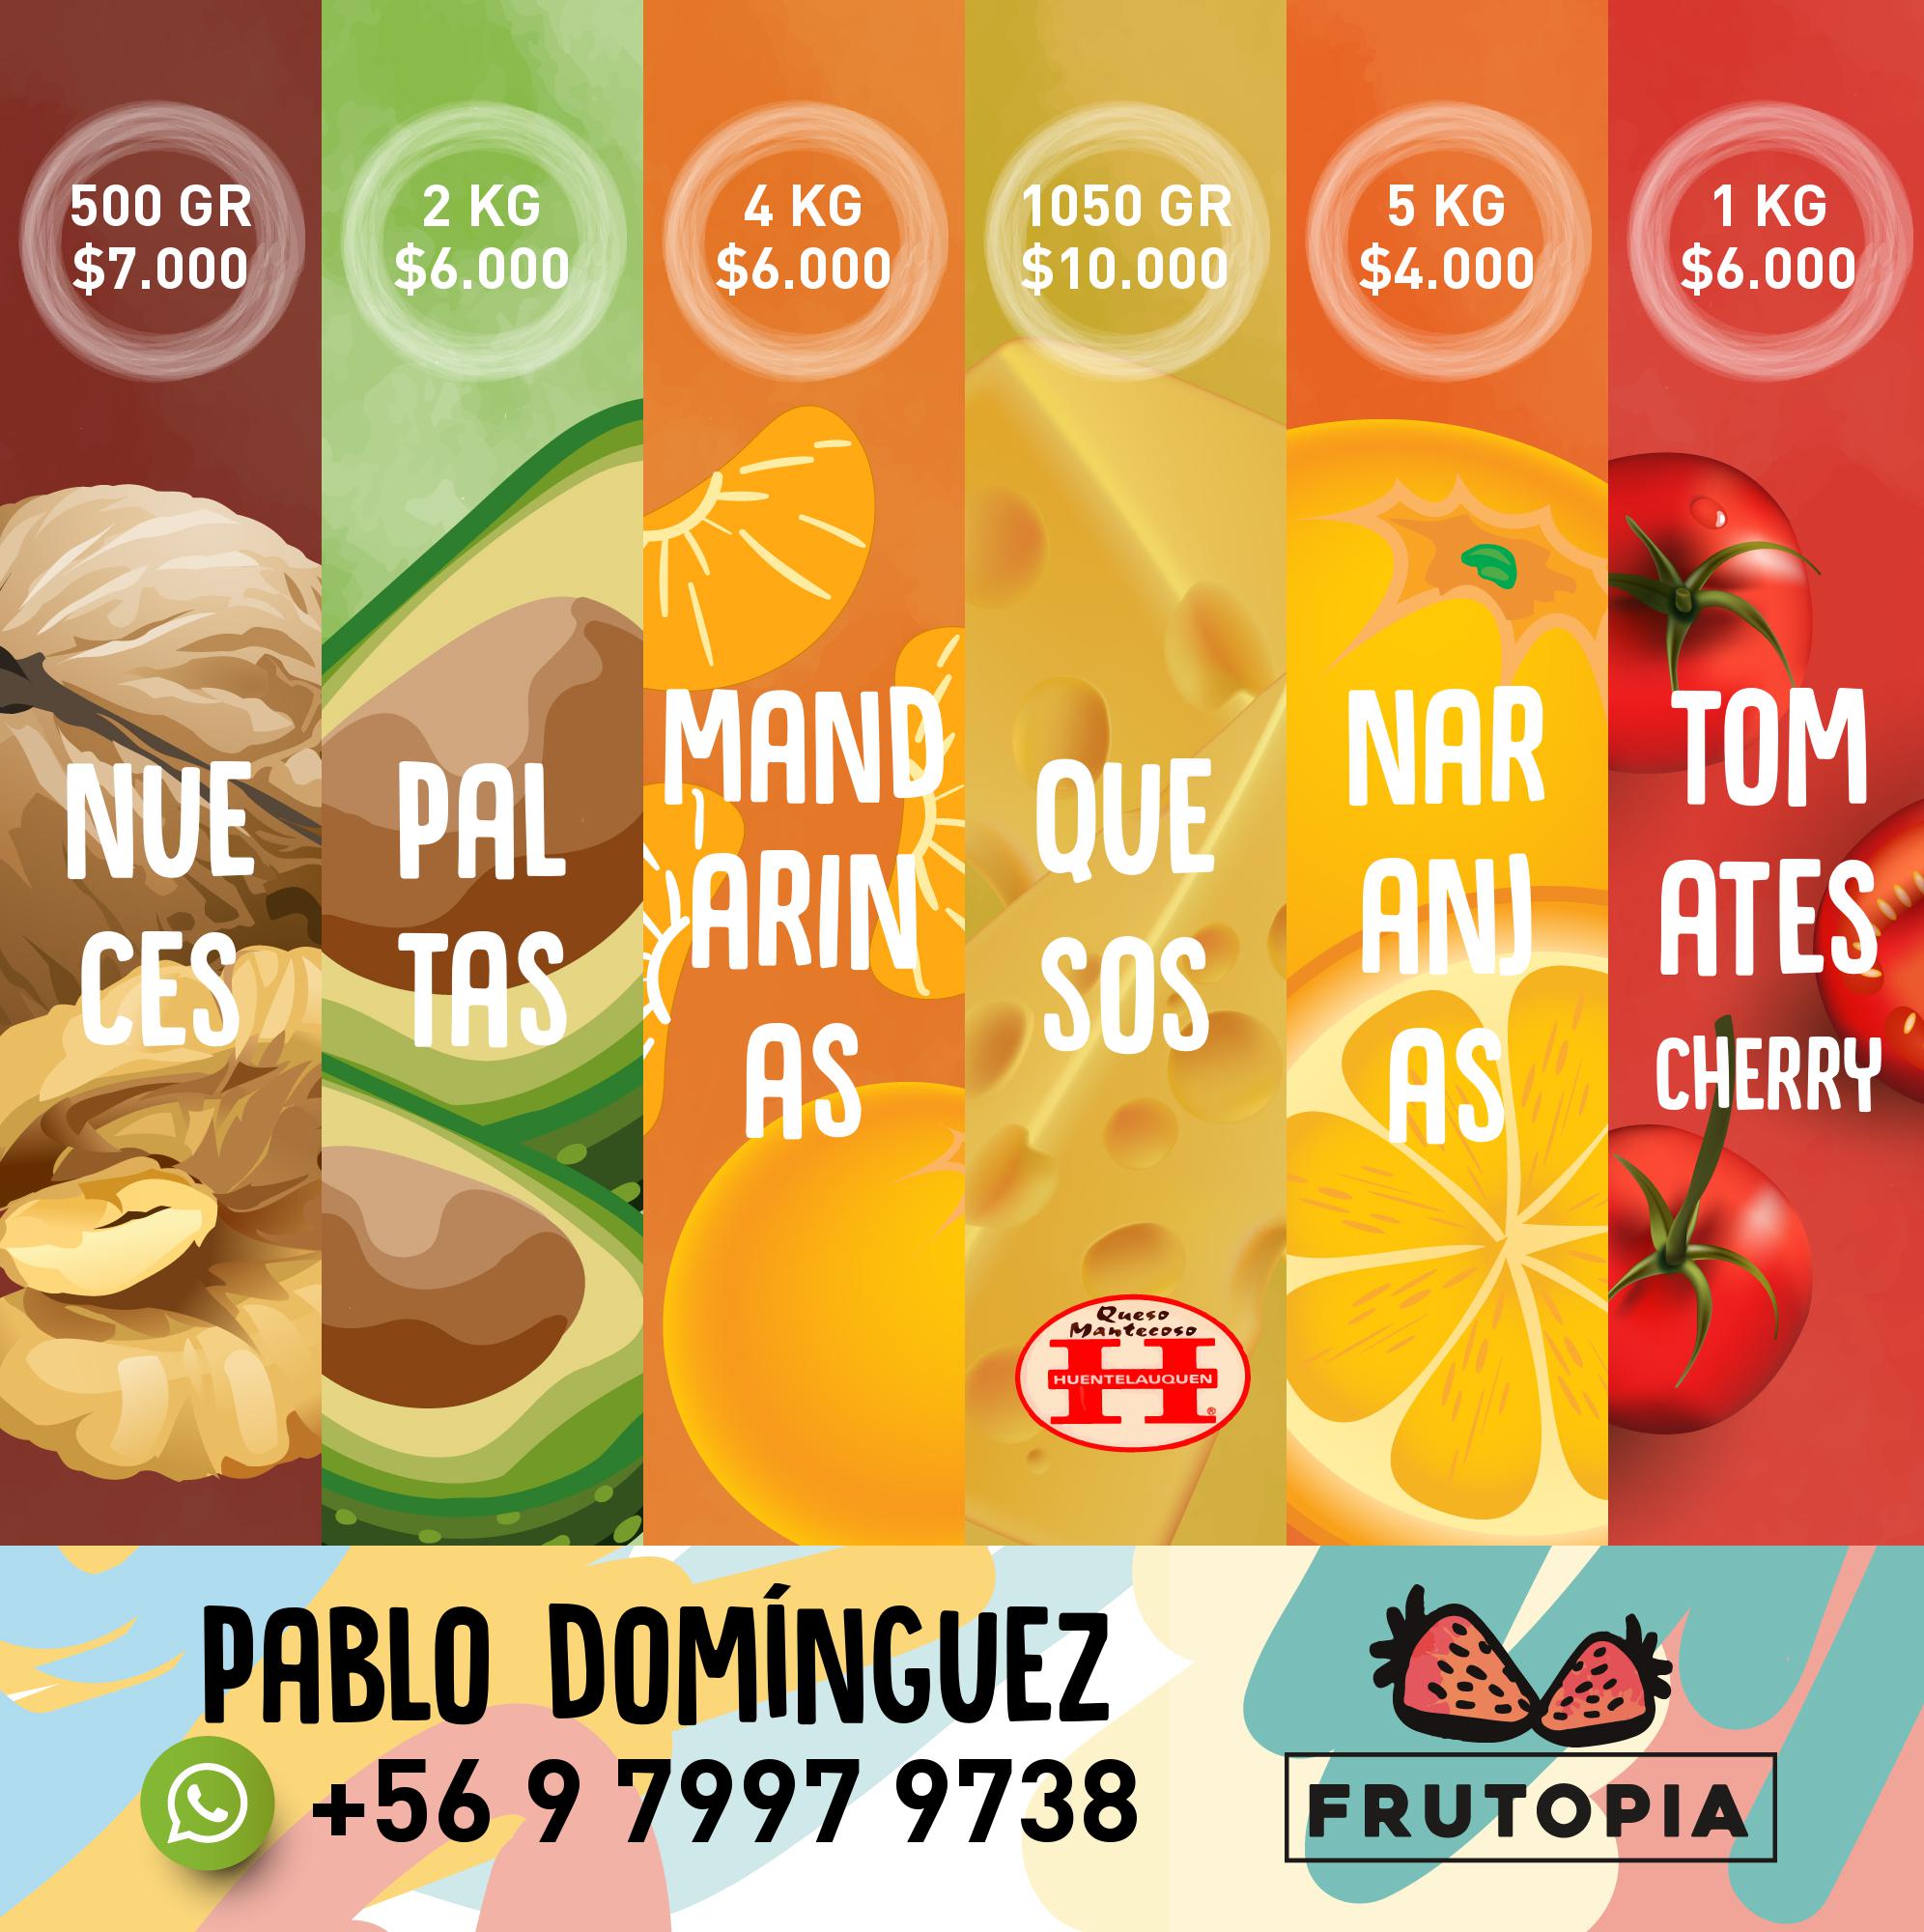 500 GR
$7.000
NUE
CES
2 KG
$6.000
PAL
TAS
4 KG
$6.000
MAND
ARIN
AS
1050 GR
$10.000
QUE
SOS
Queso
Mantecoso
H
HUENTELAUQUEN
®
5 KG
$4.000
NAR
ANJ
AS
1 KG
$6.000
TOM
ATES
CHERRY
PABLO DOMÍNGUEZ
+56 9 7997 9738
FRUTOPIA